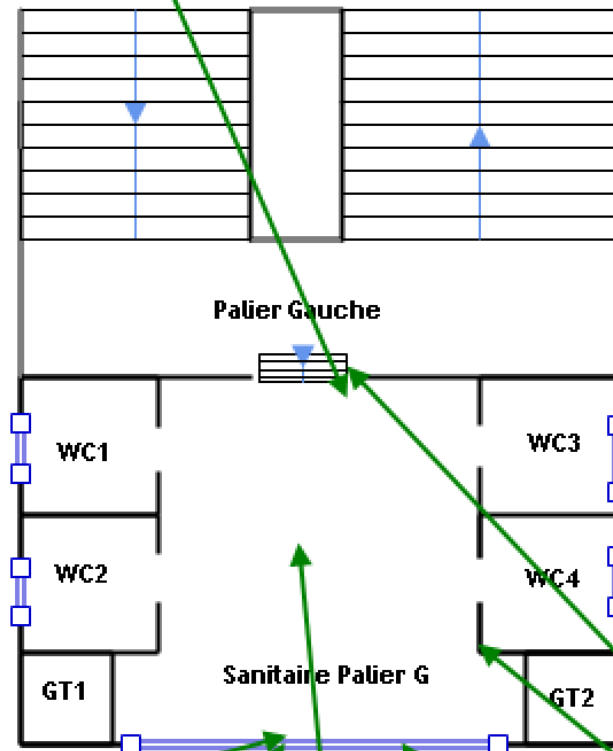 Palier Gauche
WC1
WC3
WC2
WC4
Sanitaire Palier G
GT1
GT2